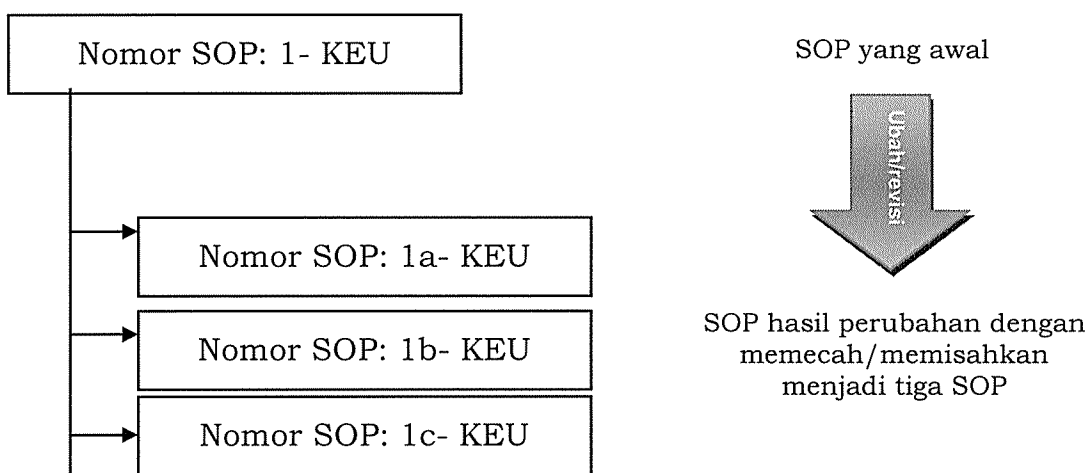 Nomor SOP: 1- KEU
SOP yang awal
Ubah/revisi
Nomor SOP: 1a- KEU
Nomor SOP: 1b- KEU
Nomor SOP: 1c- KEU
SOP hasil perubahan dengan
memecah/memisahkan
menjadi tiga SOP